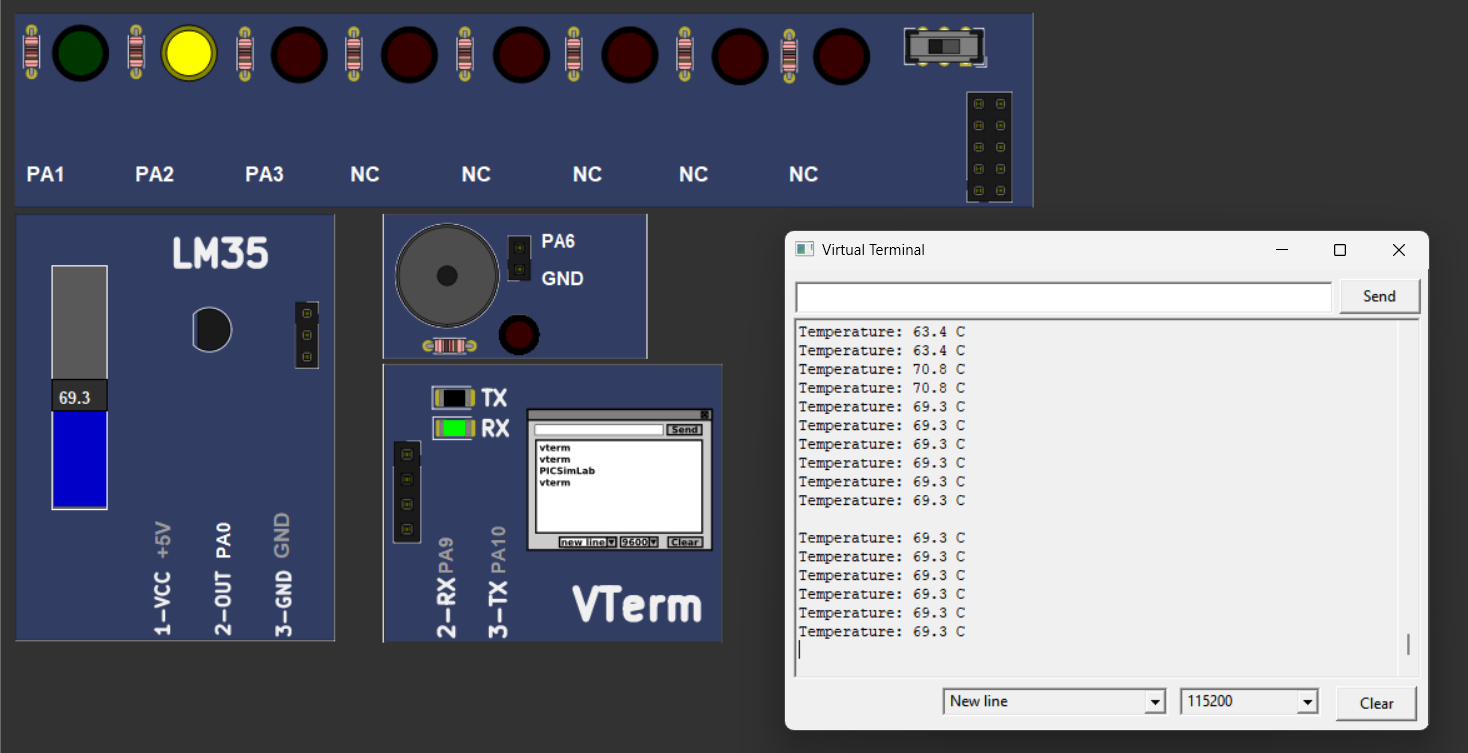 PA1 PA2 PA3 NC NC NC NC NC
LM35
69.3
1-VCC +5V
2-OUT PA0
3-GND GND
PA6
GND
TX
RX
Send
vterm
vterm
PICSimLab
vterm
new line 9600 Clear
2-RX PA9
3-TX PA10
VTerm
Virtual Terminal
Send
Temperature: 63.4 C
Temperature: 63.4 C
Temperature: 70.8 C
Temperature: 70.8 C
Temperature: 69.3 C
Temperature: 69.3 C
Temperature: 69.3 C
Temperature: 69.3 C
Temperature: 69.3 C
Temperature: 69.3 C
Temperature: 69.3 C
Temperature: 69.3 C
Temperature: 69.3 C
Temperature: 69.3 C
Temperature: 69.3 C
Temperature: 69.3 C
New line 115200 Clear